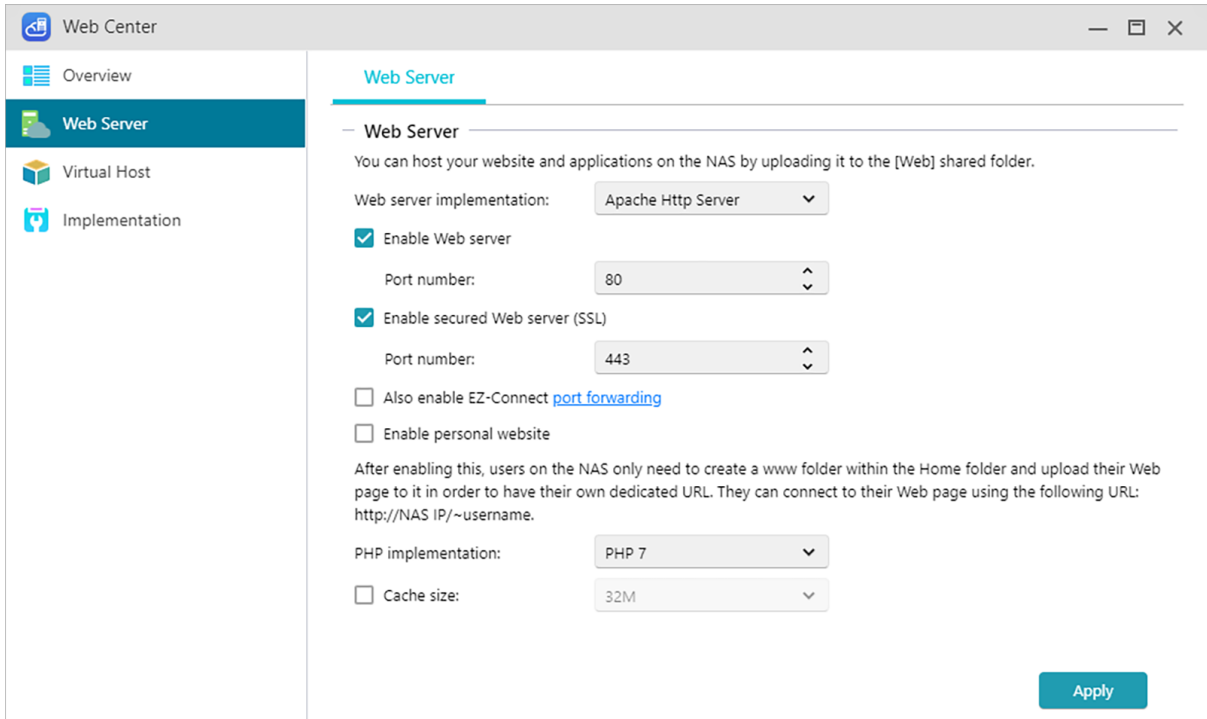 Web Center
Overview
Web Server
Virtual Host
Implementation
Web Server
Web Server
You can host your website and applications on the NAS by uploading it to the [Web] shared folder.
Web server implementation: Apache Http Server
Enable Web server
Port number: 80
Enable secured Web server (SSL)
Port number: 443
Also enable EZ-Connect port forwarding
Enable personal website
After enabling this, users on the NAS only need to create a www folder within the Home folder and upload their Web
page to it in order to have their own dedicated URL. They can connect to their Web page using the following URL:
http://NAS IP/~username.
PHP implementation: PHP 7
Cache size: 32M
Apply